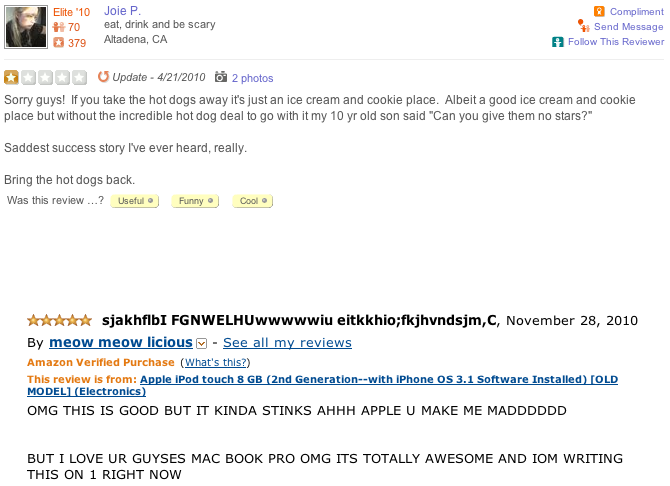 Elite '10
70
379
Joie P.
eat, drink and be scary
Altadena, CA
Compliment
Send Message
Follow This Reviewer
Update - 4/21/2010 2 photos
Sorry guys! If you take the hot dogs away it's just an ice cream and cookie place. Albeit a good ice cream and cookie
place but without the incredible hot dog deal to go with it my 10 yr old son said "Can you give them no stars?"
Saddest success story I've ever heard, really.
Bring the hot dogs back.
Was this review ...? Useful Funny Cool
sjakhflbI FGNWELHUwwwwwiu eitkkhio;fkjhvndsjm,C, November 28, 2010
By meow meow licious - See all my reviews
Amazon Verified Purchase (What's this?)
This review is from: Apple iPod touch 8 GB (2nd Generation--with iPhone OS 3.1 Software Installed) [OLD
MODEL] (Electronics)
OMG THIS IS GOOD BUT IT KINDA STINKS AHHH APPLE U MAKE ME MADDDDDD
BUT I LOVE UR GUYSES MAC BOOK PRO OMG ITS TOTALLY AWESOME AND IOM WRITING
THIS ON 1 RIGHT NOW